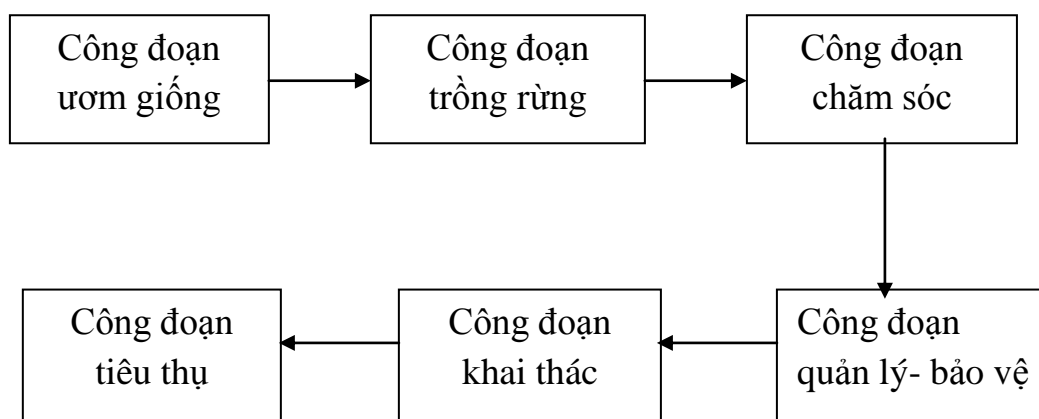 Công đoạn
ươm giống
Công đoạn
trồng rừng
Công đoạn
chăm sóc
Công đoạn
quản lý- bảo vệ
Công đoạn
khai thác
Công đoạn
tiêu thụ